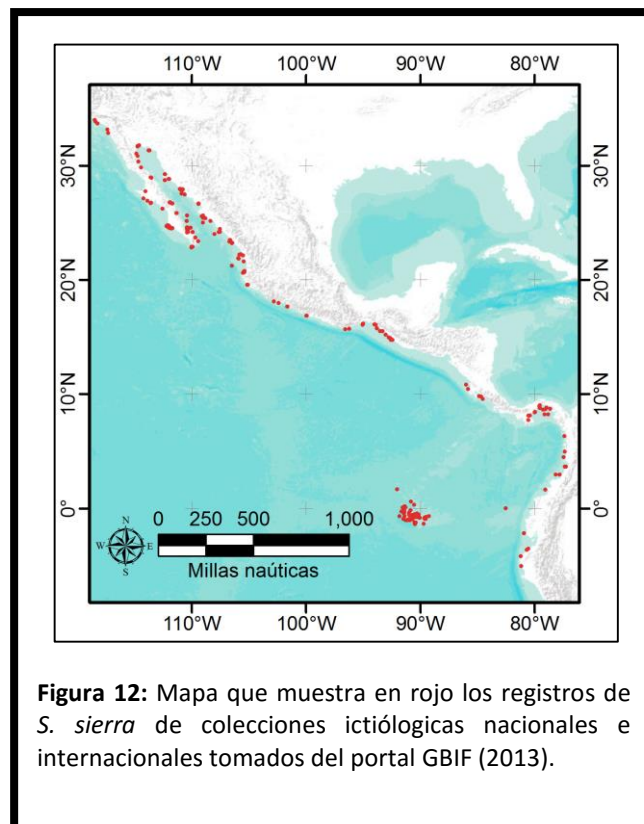 110°W 100°W 90°W 80°W
30°N 30°N
20°N 20°N
10°N 10°N
0° 0°
N
W E
S
0 250 500 1,000
Millas naúticas
110°W 100°W 90°W 80°W
Figura 12: Mapa que muestra en rojo los registros de
S. sierra de colecciones ictiólogicas nacionales e
internacionales tomados del portal GBIF (2013).